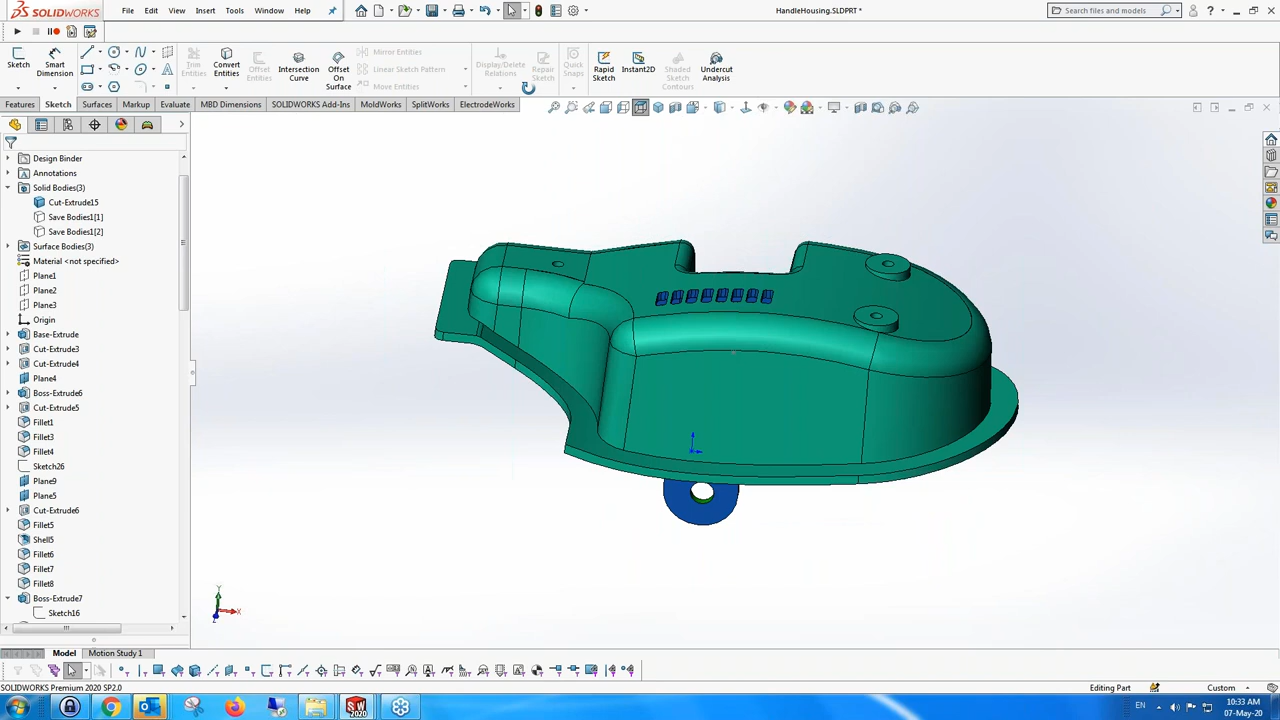 SOLIDWORKS File Edit View Insert Tools Window Help HandleHousing.SLDPRT * Search files and models
Sketch Smart Dimension Trim Entities Convert Entities Offset Entities Intersection Curve Offset On Surface Mirror Entities Linear Sketch Pattern Move Entities Display/Delete Relations Repair Sketch Quick Snaps Rapid Sketch Instant2D Shaded Sketch Contours Undercut Analysis
Features Sketch Surfaces Markup Evaluate MBD Dimensions SOLIDWORKS Add-Ins MoldWorks SplitWorks ElectrodeWorks
Design Binder
Annotations
Solid Bodies(3)
Cut-Extrude15
Save Bodies1[1]
Save Bodies1[2]
Surface Bodies(3)
Material <not specified>
Plane1
Plane2
Plane3
Origin
Base-Extrude
Cut-Extrude3
Cut-Extrude4
Plane4
Boss-Extrude6
Cut-Extrude5
Fillet1
Fillet3
Fillet4
Sketch26
Plane9
Plane5
Cut-Extrude6
Fillet5
Shell5
Fillet6
Fillet7
Fillet8
Boss-Extrude7
Sketch16
Y
X
Z
Model Motion Study 1
SOLIDWORKS Premium 2020 SP2.0 Editing Part Custom
EN 10:33 AM
07-May-20